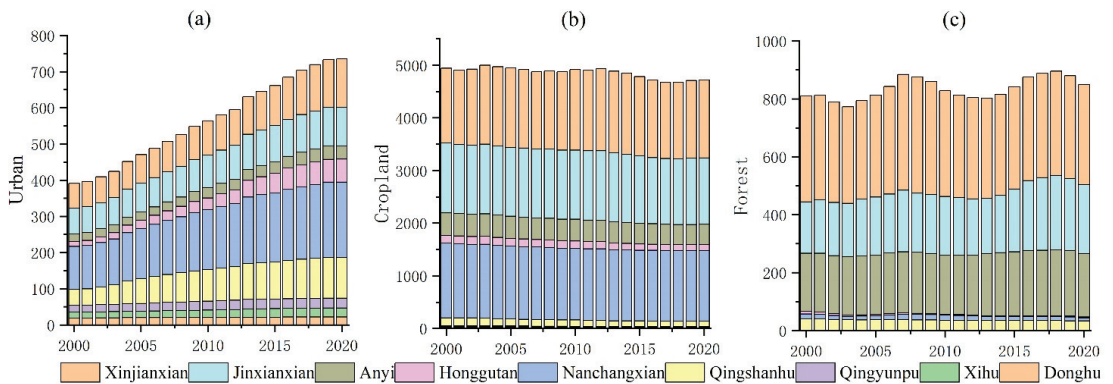 (a)
(b)
(c)
Urban
800
700
600
500
400
300
200
100
0
2000 2005 2010 2015 2020
Cropland
5000
4000
3000
2000
1000
0
2000 2005 2010 2015 2020
Forest
1000
800
600
400
200
0
2000 2005 2010 2015 2020
Xinjianxian Jinxianxian Anyi Honggutan Nanchangxian Qingshanhu Qingyunpu Xihu Donghu